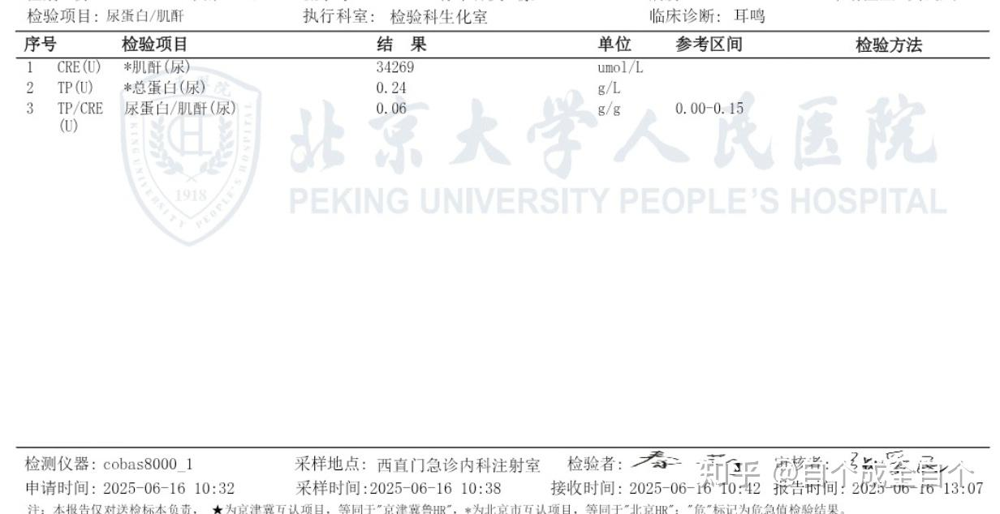 检验项目: 尿蛋白/肌酐 执行科室: 检验科生化室 临床诊断: 耳鸣
序号 检验项目 结 果 单位 参考区间 检验方法
1 CRE(U) *肌酐(尿) 34269 umol/L
2 TP(U) *总蛋白(尿) 0.24 g/L
3 TP/CRE 尿蛋白/肌酐(尿) 0.06 g/g 0.00-0.15
(U)
北京大学人民医院
PEKING UNIVERSITY PEOPLE'S HOSPITAL
PEKING UNIVERSITY PEOPLE'S HOSPITAL
1918
检测仪器: cobas8000_1 采样地点: 西直门急诊内科注射室 检验者: 审核者:
知乎 @自个成全自个
申请时间: 2025-06-16 10:32 采样时间:2025-06-16 10:38 接收时间: 2025-06-16 10:42 报告时间: 2025-06-16 13:07
注: 本报告仅对送检标本负责, ★为京津冀互认项目, 等同于"京津冀鲁HR", *为北京市互认项目, 等同于"北京HR"; "危"标记为危急值检验结果。